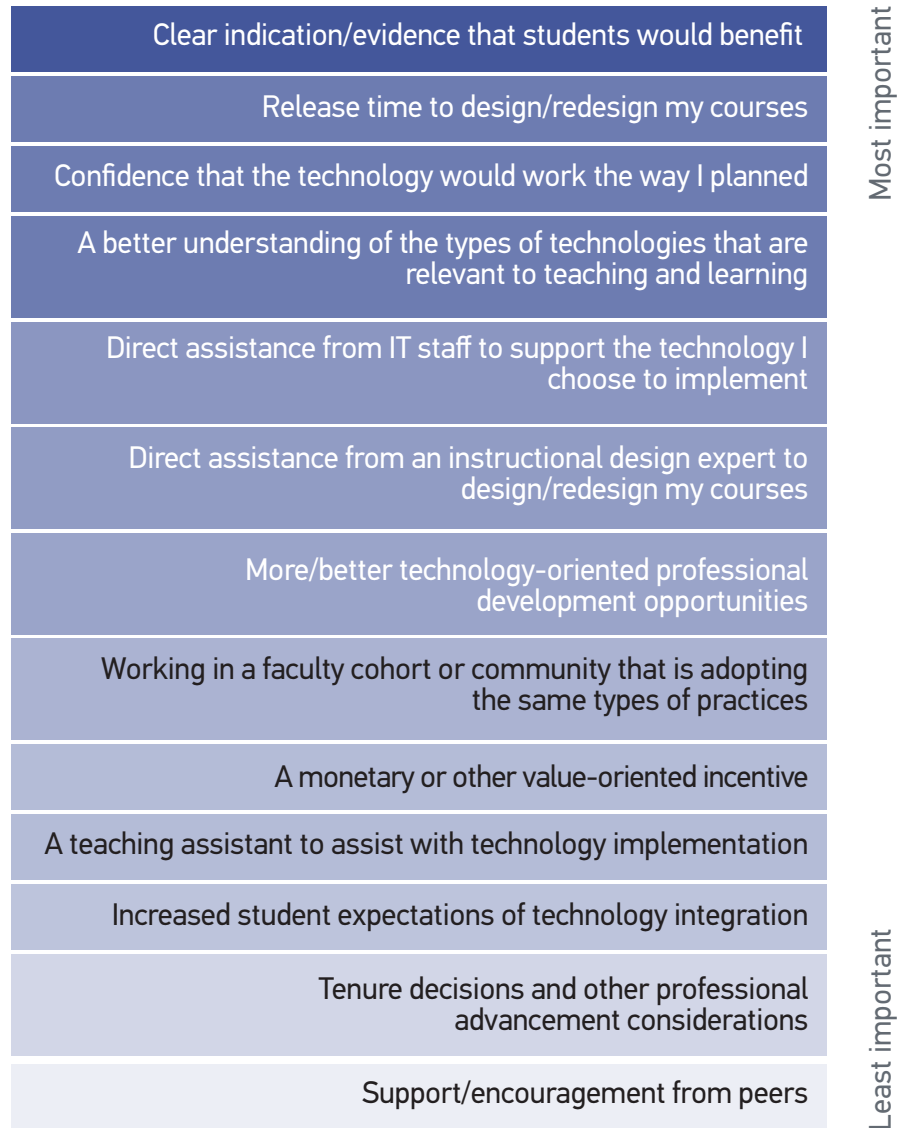 Clear indication/evidence that students would benefit
Release time to design/redesign my courses
Confidence that the technology would work the way I planned
A better understanding of the types of technologies that are
relevant to teaching and learning
Direct assistance from IT staff to support the technology I
choose to implement
Direct assistance from an instructional design expert to
design/redesign my courses
More/better technology-oriented professional
development opportunities
Working in a faculty cohort or community that is adopting
the same types of practices
A monetary or other value-oriented incentive
A teaching assistant to assist with technology implementation
Increased student expectations of technology integration
Tenure decisions and other professional
advancement considerations
Support/encouragement from peers
Most important
Least important